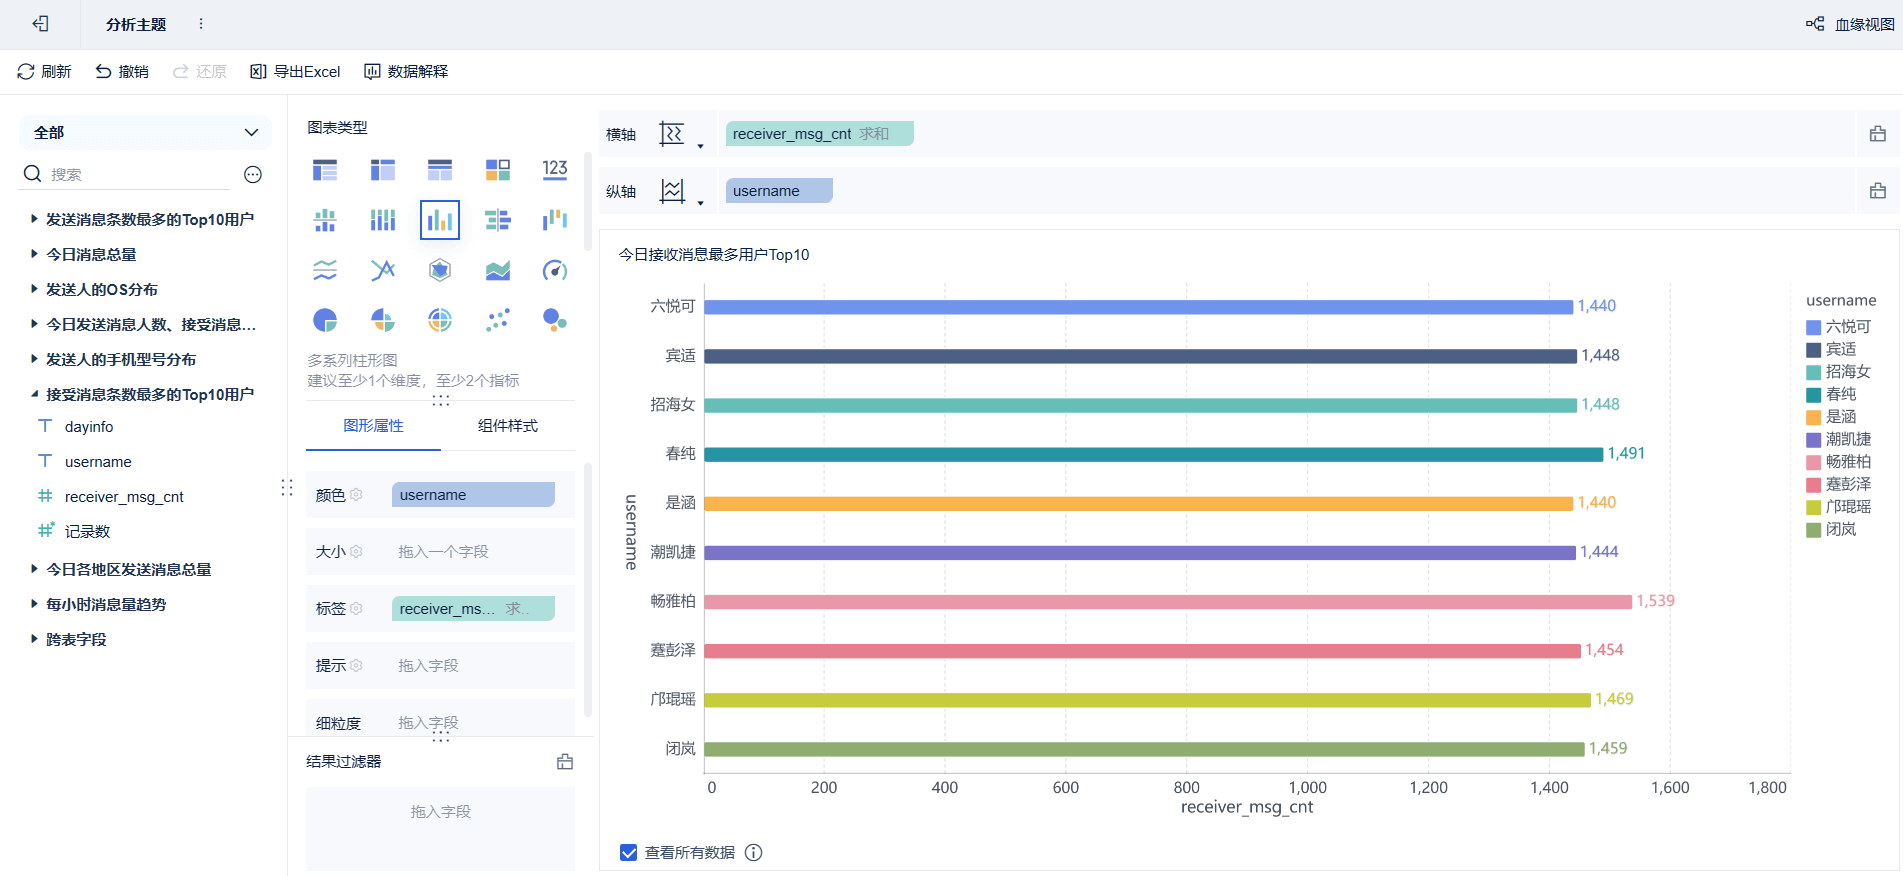 分析主题
血缘视图
刷新
撤销
还原
导出Excel
数据解释
全部
搜索
发送消息条数最多的Top10用户
今日消息总量
发送人的OS分布
今日发送消息人数、接受消息...
发送人的手机型号分布
接受消息条数最多的Top10用户
dayinfo
username
receiver_msg_cnt
记录数
今日各地区发送消息总量
每小时消息量趋势
跨表字段
图表类型
123
多系列柱形图
建议至少1个维度，至少2个指标
图形属性
组件样式
颜色
username
大小
拖入一个字段
标签
receiver_ms... 求..
提示
拖入字段
细粒度
拖入字段
结果过滤器
拖入字段
横轴
receiver_msg_cnt 求和
纵轴
username
今日接收消息最多用户Top10
username
六悦可 1,440
宾适 1,448
招海女 1,448
春纯 1,491
是涵 1,440
潮凯捷 1,444
畅雅柏 1,539
蹇彭泽 1,454
邝琨瑶 1,469
闭岚 1,459
0 200 400 600 800 1,000 1,200 1,400 1,600 1,800
receiver_msg_cnt
username
六悦可
宾适
招海女
春纯
是涵
潮凯捷
畅雅柏
蹇彭泽
邝琨瑶
闭岚
查看所有数据